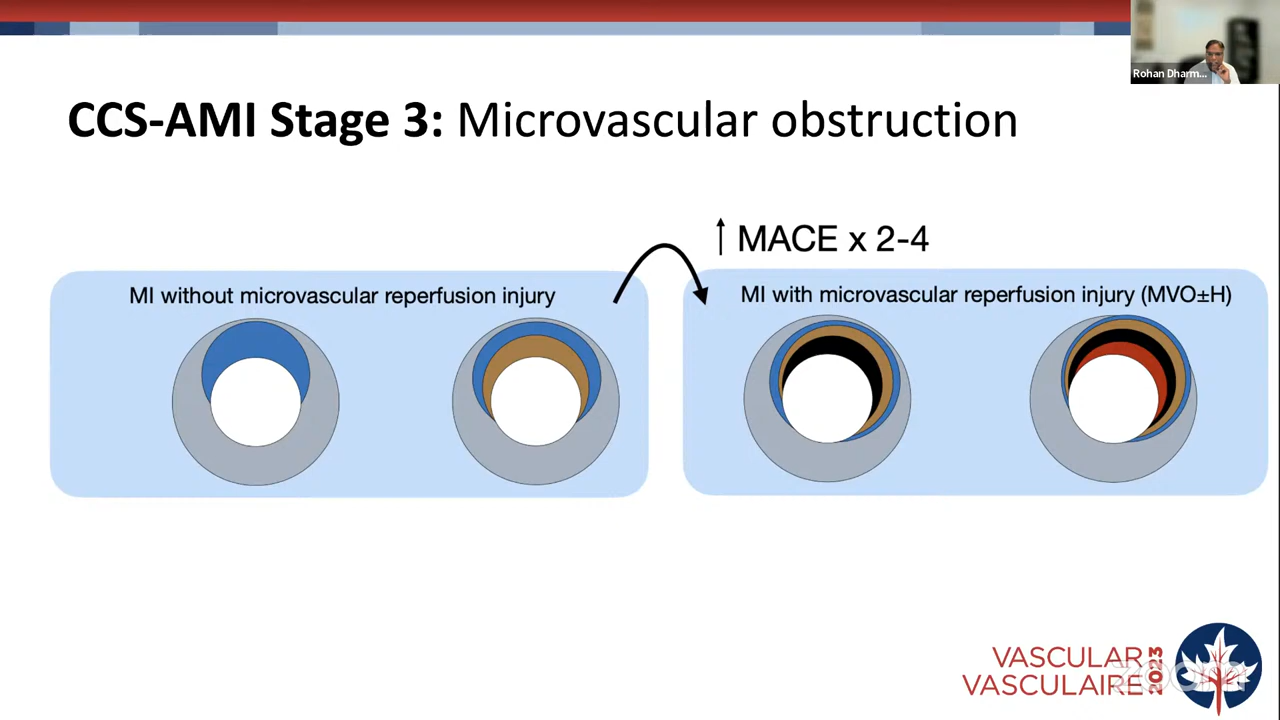 Rohan Dharm...
CCS-AMI Stage 3: Microvascular obstruction
↑ MACE x 2-4
MI without microvascular reperfusion injury
MI with microvascular reperfusion injury (MVO±H)
VASCULAR
VASCULAIRE
2023
zoom